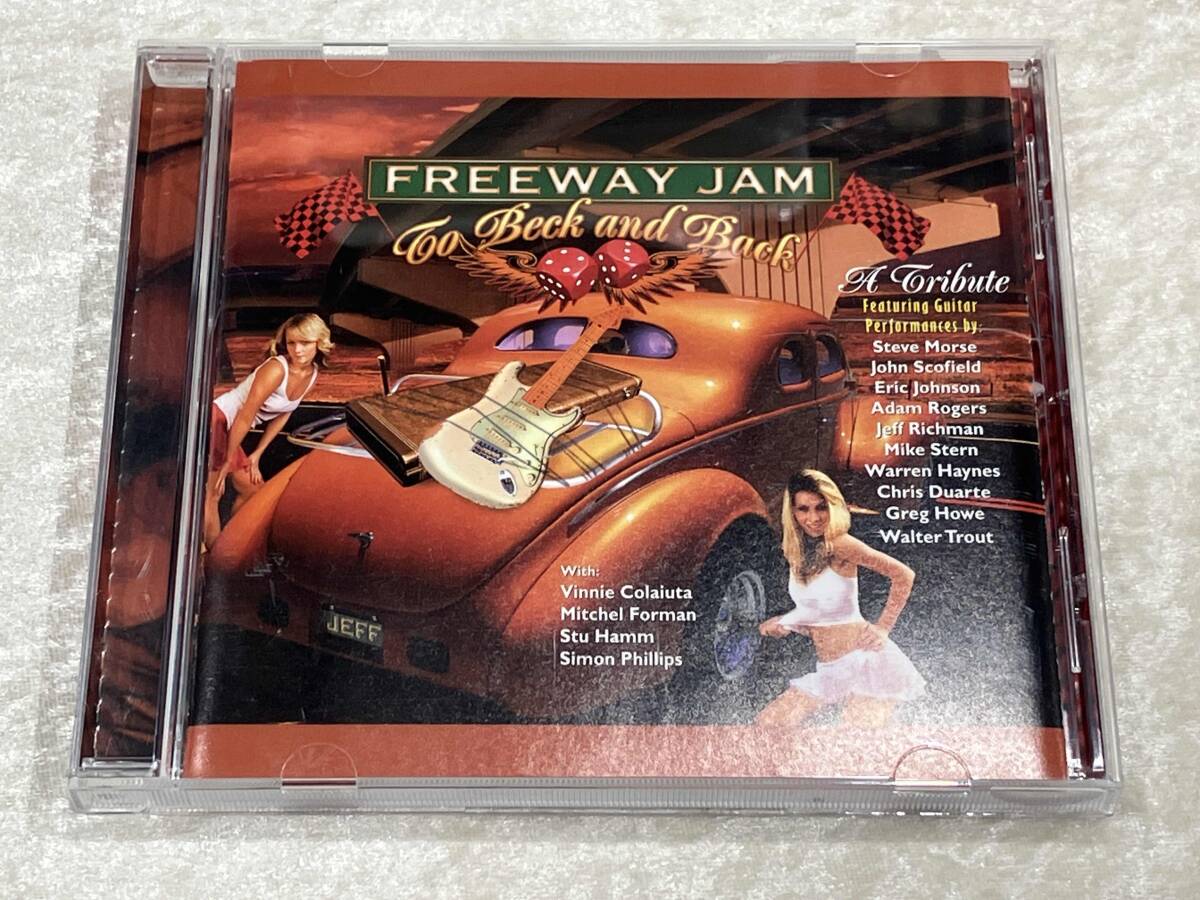 FREEWAY JAM
To Beck and Back
A Tribute
Featuring Guitar
Performances by:
Steve Morse
John Scofield
Eric Johnson
Adam Rogers
Jeff Richman
Mike Stern
Warren Haynes
Chris Duarte
Greg Howe
Walter Trout
With:
Vinnie Colaiuta
Mitchel Forman
Stu Hamm
Simon Phillips
JEFF